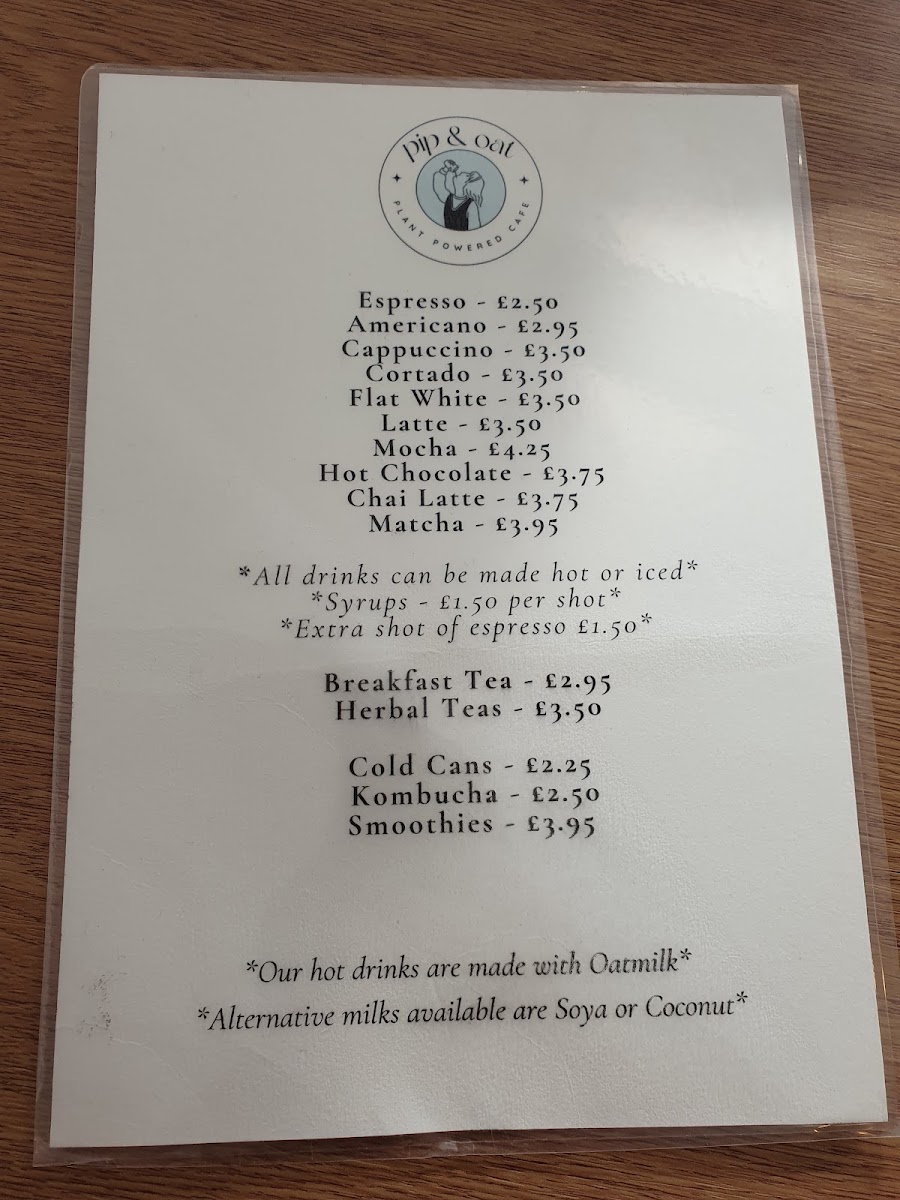 pip & oat
PLANT POWERED CAFE
Espresso - £2.50
Americano - £2.95
Cappuccino - £3.50
Cortado - £3.50
Flat White - £3.50
Latte - £3.50
Mocha - £4.25
Hot Chocolate - £3.75
Chai Latte - £3.75
Matcha - £3.95
*All drinks can be made hot or iced*
*Syrups - £1.50 per shot*
*Extra shot of espresso £1.50*
Breakfast Tea - £2.95
Herbal Teas - £3.50
Cold Cans - £2.25
Kombucha - £2.50
Smoothies - £3.95
*Our hot drinks are made with Oatmilk*
*Alternative milks available are Soya or Coconut*